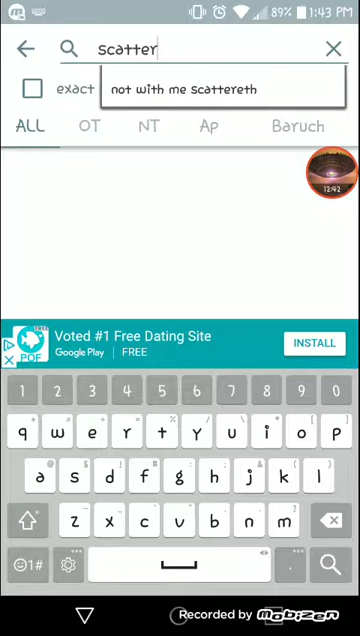 89% 1:43 PM
scatter
exact
not with me scattereth
ALL OT NT Ap Baruch
12:42
Voted #1 Free Dating Site
Google Play | FREE
POF
INSTALL
1 2 3 4 5 6 7 8 9 0
q w e r t y u i o p
a s d f g h j k l
z x c v b n m
1#
Recorded by Mobizen